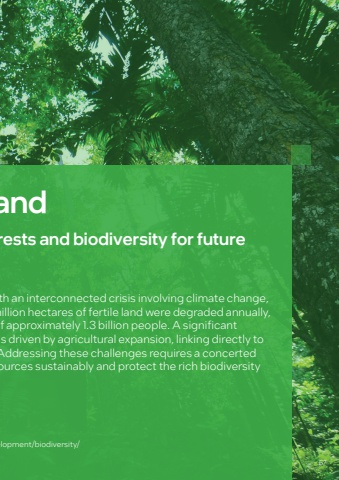 and
rests and biodiversity for future
th an interconnected crisis involving climate change,
illion hectares of fertile land were degraded annually,
f approximately 1.3 billion people. A significant
s driven by agricultural expansion, linking directly to
Addressing these challenges requires a concerted
ources sustainably and protect the rich biodiversity
lopment/biodiversity/